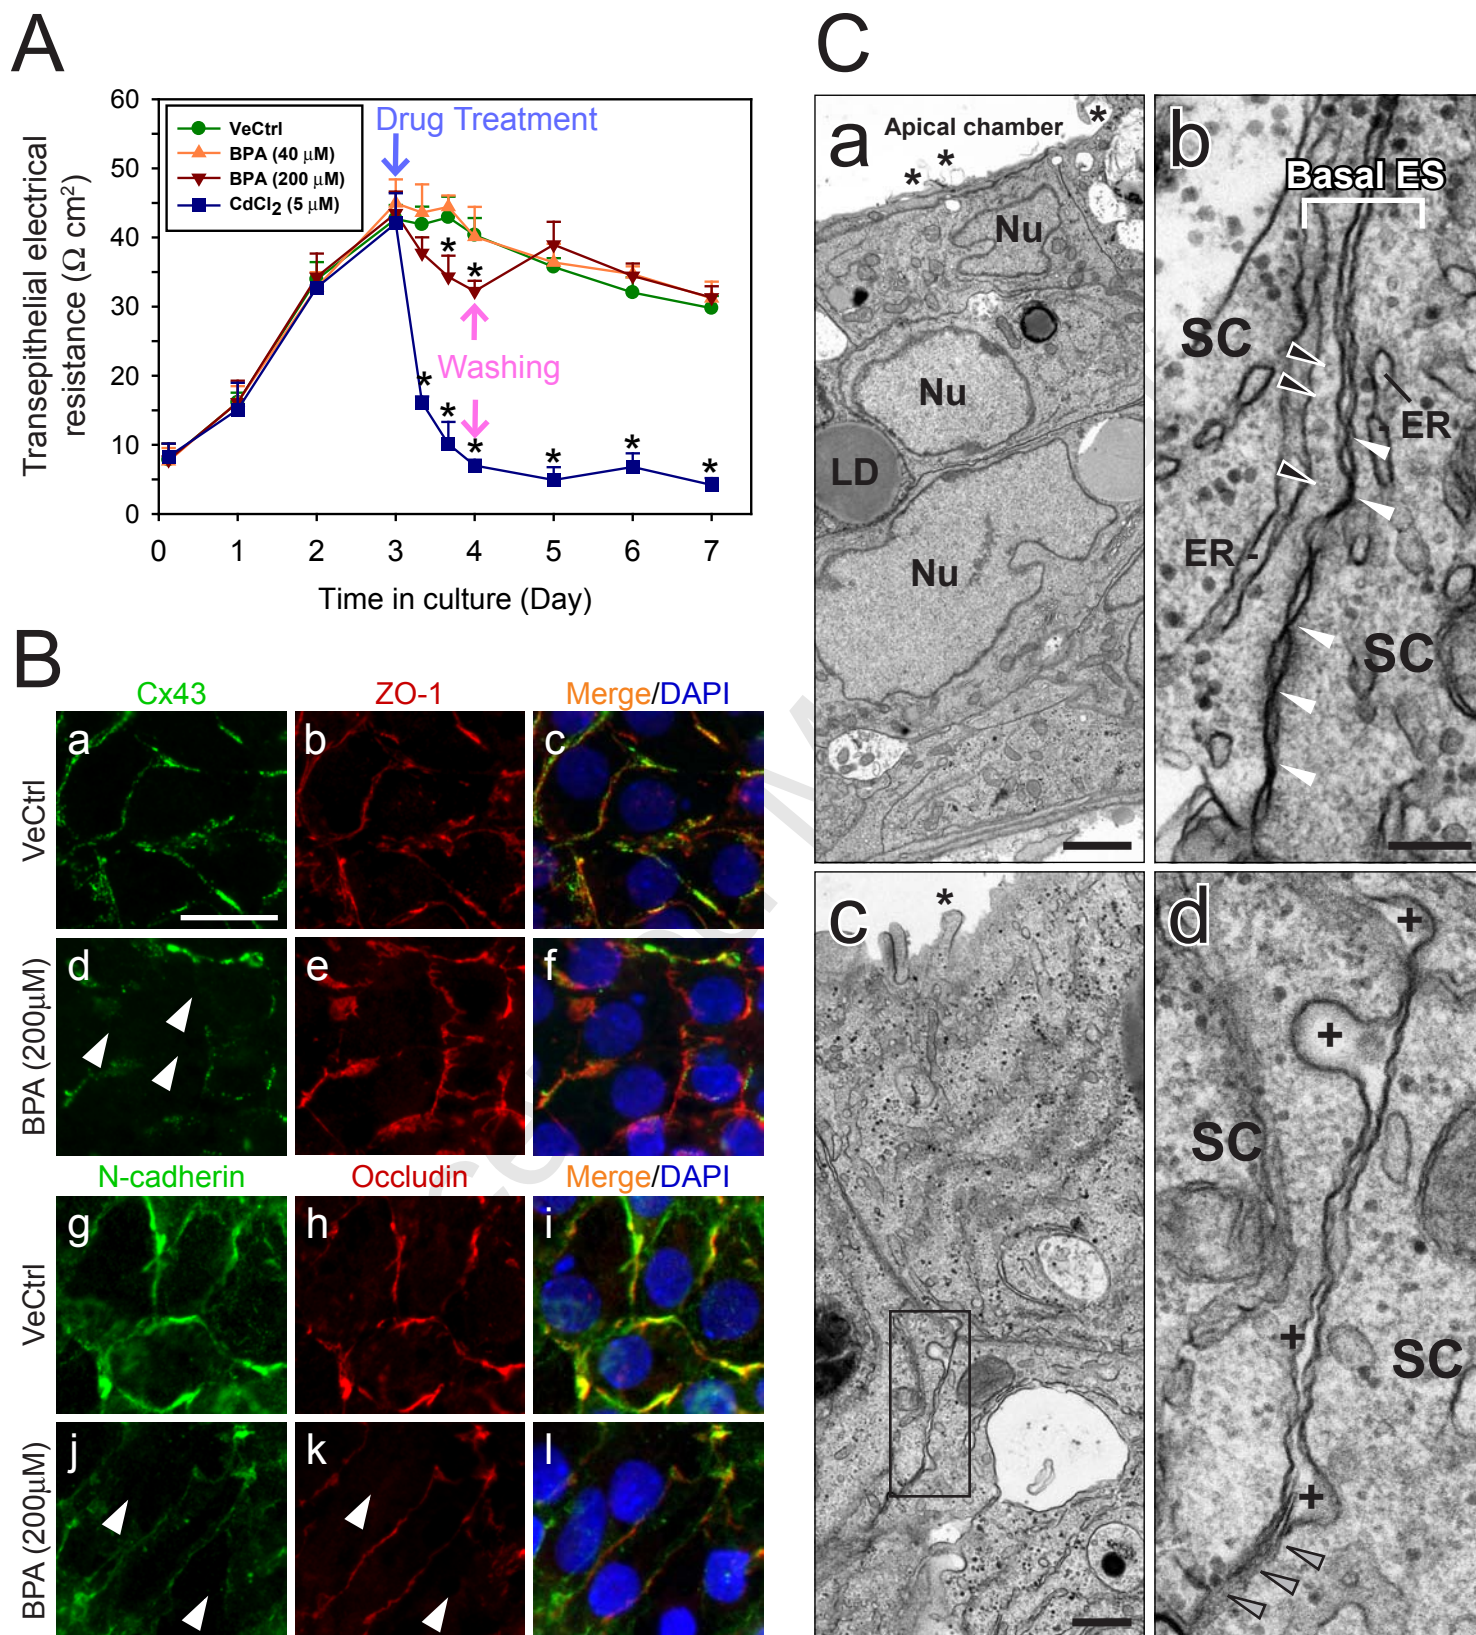 A
Transepithelial electrical
resistance (Ω cm²)
60
50
40
30
20
10
0
VeCtrl
BPA (40 µM)
BPA (200 µM)
CdCl₂ (5 µM)
Drug Treatment
Washing
*
*
*
*
*
*
*
*
0 1 2 3 4 5 6 7
Time in culture (Day)
B
Cx43 ZO-1 Merge/DAPI
VeCtrl
a b c
BPA (200µM)
d e f
N-cadherin Occludin Merge/DAPI
VeCtrl
g h i
BPA (200µM)
j k l
C
a
Apical chamber
*
*
*
Nu
Nu
LD
Nu
b
Basal ES
SC
ER
ER -
SC
c
*
d
+
+
SC
+
SC
+